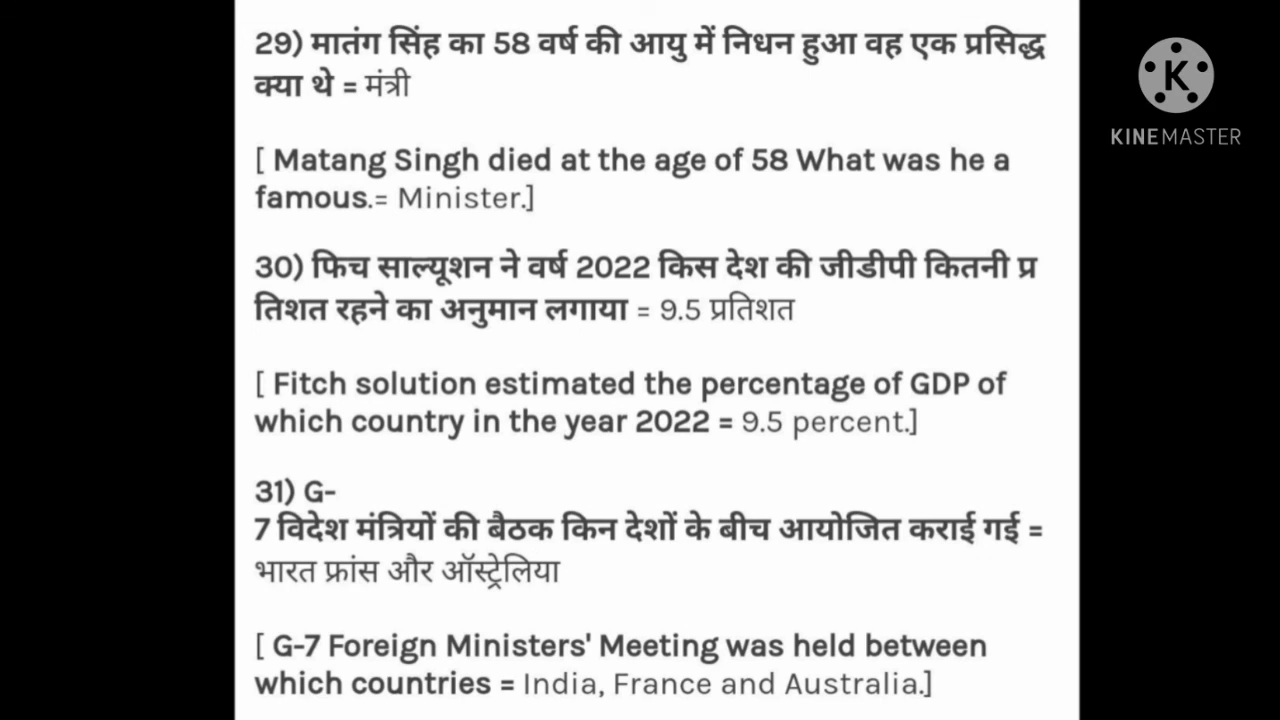 29) मातंग सिंह का 58 वर्ष की आयु में निधन हुआ वह एक प्रसिद्ध
क्या थे = मंत्री
[ Matang Singh died at the age of 58 What was he a
famous.= Minister.]
30) फिच साल्यूशन ने वर्ष 2022 किस देश की जीडीपी कितनी प्र
तिशत रहने का अनुमान लगाया = 9.5 प्रतिशत
[ Fitch solution estimated the percentage of GDP of
which country in the year 2022 = 9.5 percent.]
31) G-
7 विदेश मंत्रियों की बैठक किन देशों के बीच आयोजित कराई गई =
भारत फ्रांस और ऑस्ट्रेलिया
[ G-7 Foreign Ministers' Meeting was held between
which countries = India, France and Australia.]
K
KINEMASTER